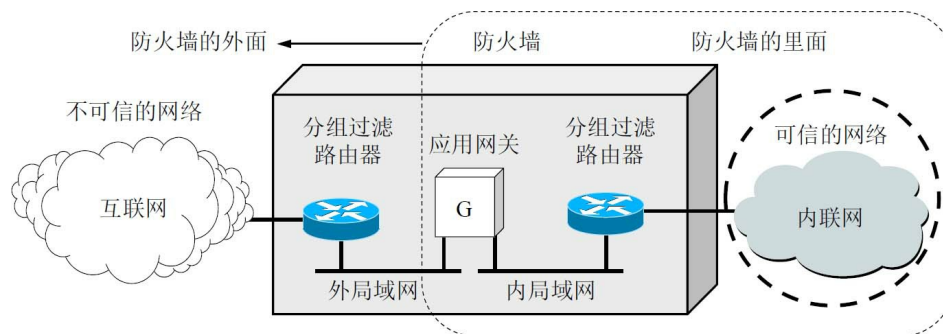 防火墙的外面
防火墙
防火墙的里面
不可信的网络
分组过滤
路由器
应用网关
分组过滤
路由器
可信的网络
互联网
G
内联网
外局域网
内局域网